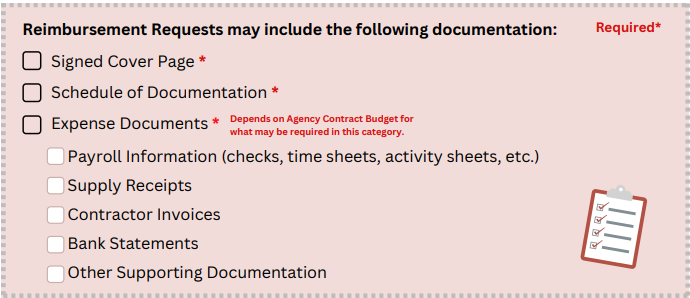 Reimbursement Requests may include the following documentation:
Required*
Signed Cover Page *
Schedule of Documentation *
Expense Documents *
Depends on Agency Contract Budget for
what may be required in this category.
Payroll Information (checks, time sheets, activity sheets, etc.)
Supply Receipts
Contractor Invoices
Bank Statements
Other Supporting Documentation